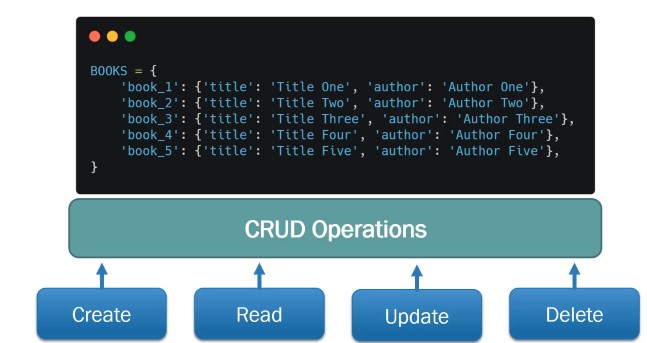 BOOKS = {
    'book_1': {'title': 'Title One', 'author': 'Author One'},
    'book_2': {'title': 'Title Two', 'author': 'Author Two'},
    'book_3': {'title': 'Title Three', 'author': 'Author Three'},
    'book_4': {'title': 'Title Four', 'author': 'Author Four'},
    'book_5': {'title': 'Title Five', 'author': 'Author Five'},
}
CRUD Operations
Create
Read
Update
Delete